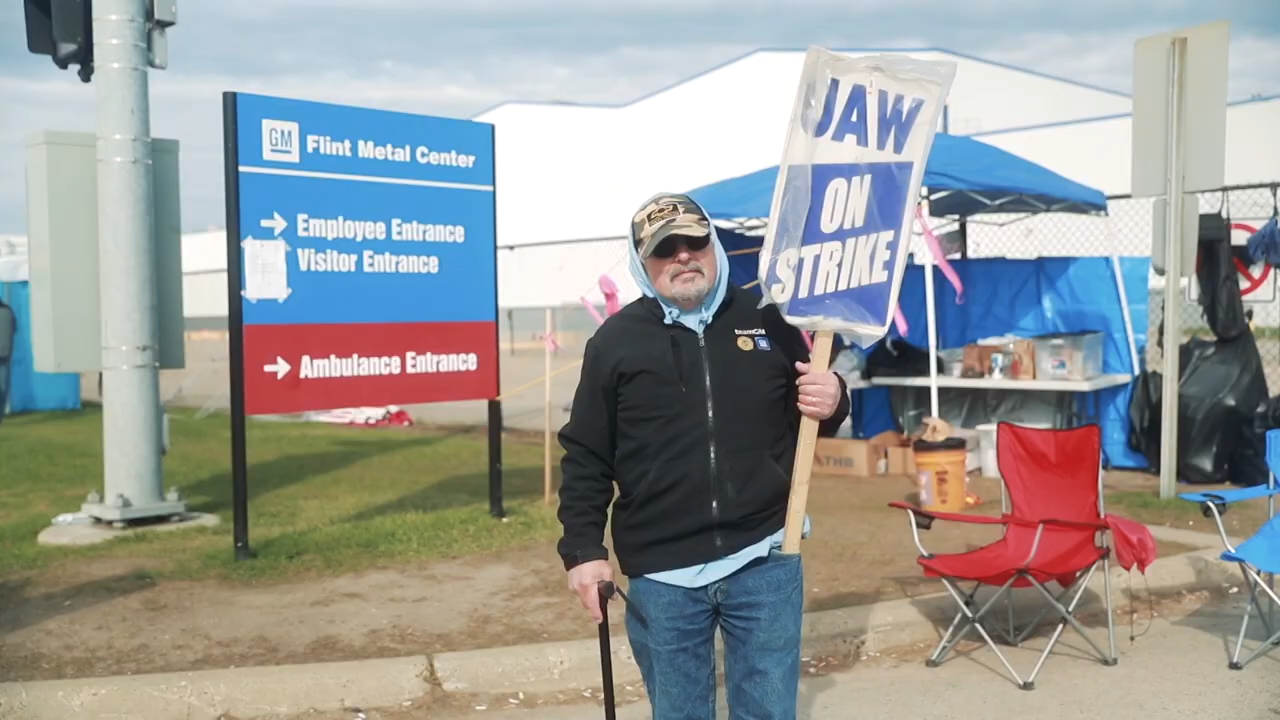 GM Flint Metal Center
Employee Entrance
Visitor Entrance
Ambulance Entrance
UAW
ON
STRIKE